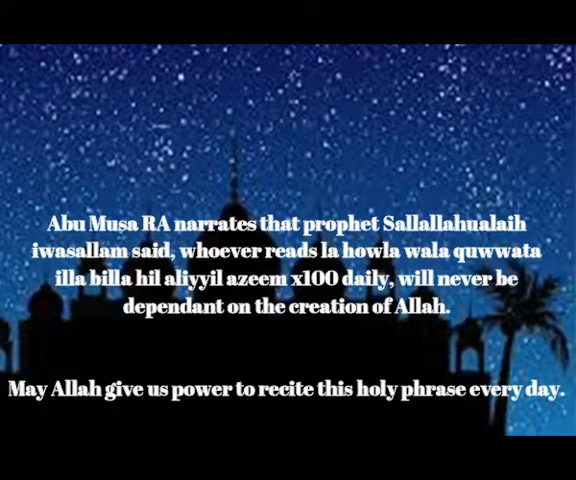 Abu Musa RA narrates that prophet Sallallahualaih
iwasallam said, whoever reads la howla wala quwwata
illa billa hil aliyyil azeem x100 daily, will never be
dependant on the creation of Allah.
May Allah give us power to recite this holy phrase every day.